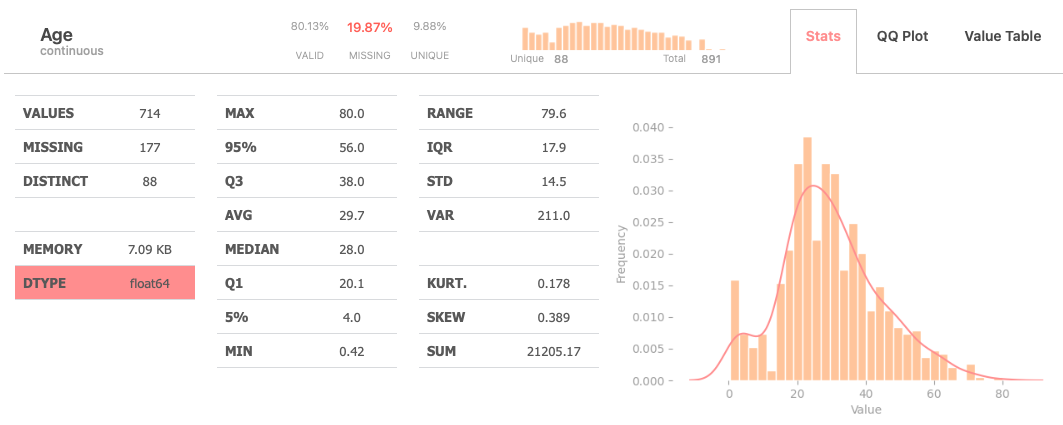 Age
continuous
80.13% 19.87% 9.88%
VALID MISSING UNIQUE
Unique 88 Total 891
Stats QQ Plot Value Table
VALUES 714
MISSING 177
DISTINCT 88
MEMORY 7.09 KB
DTYPE float64
MAX 80.0
95% 56.0
Q3 38.0
AVG 29.7
MEDIAN 28.0
Q1 20.1
5% 4.0
MIN 0.42
RANGE 79.6
IQR 17.9
STD 14.5
VAR 211.0
KURT. 0.178
SKEW 0.389
SUM 21205.17
Frequency
0.040
0.035
0.030
0.025
0.020
0.015
0.010
0.005
0.000
0 20 40 60 80
Value